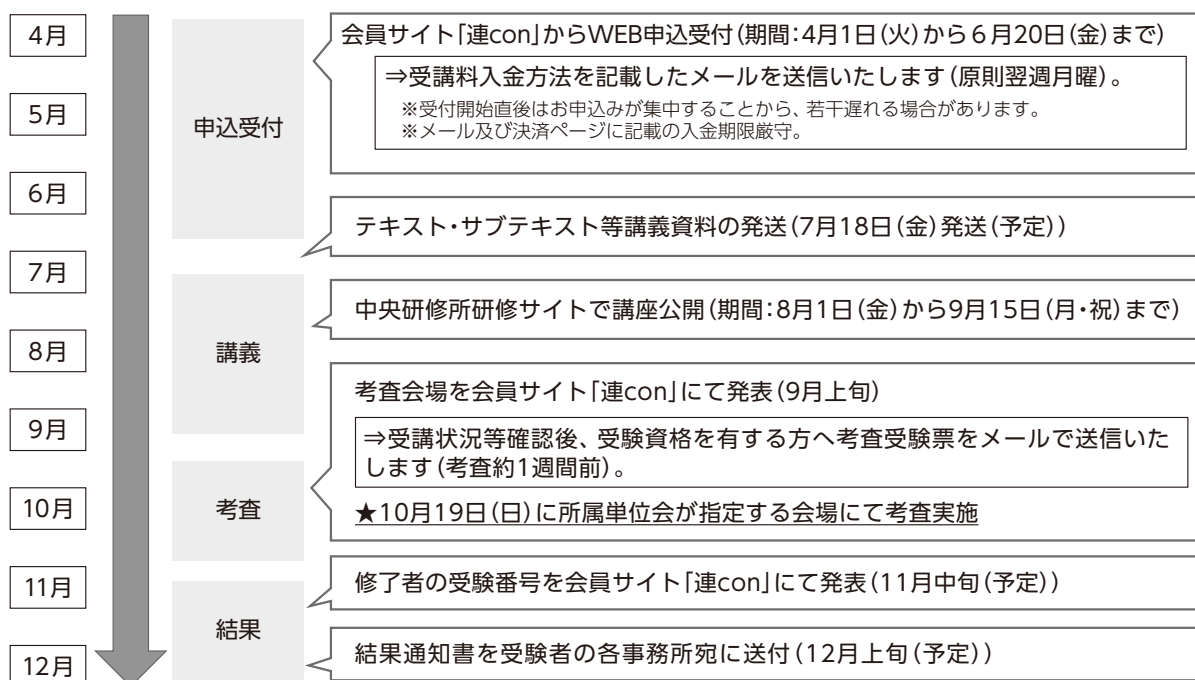 4月
5月
6月
7月
8月
9月
10月
11月
12月
申込受付
会員サイト「連con」からWEB申込受付(期間:4月1日(火)から6月20日(金)まで)
⇒受講料入金方法を記載したメールを送信いたします(原則翌週月曜)。
※受付開始直後はお申込みが集中することから、若干遅れる場合があります。
※メール及び決済ページに記載の入金期限厳守。
テキスト・サブテキスト等講義資料の発送(7月18日(金)発送(予定))
講義
中央研修所研修サイトで講座公開(期間:8月1日(金)から9月15日(月・祝)まで)
考査
考査会場を会員サイト「連con」にて発表(9月上旬)
⇒受講状況等確認後、受験資格を有する方へ考査受験票をメールで送信いた
します(考査約1週間前)。
★10月19日(日)に所属単位会が指定する会場にて考査実施
結果
修了者の受験番号を会員サイト「連con」にて発表(11月中旬(予定))
結果通知書を受験者の各事務所宛に送付(12月上旬(予定))